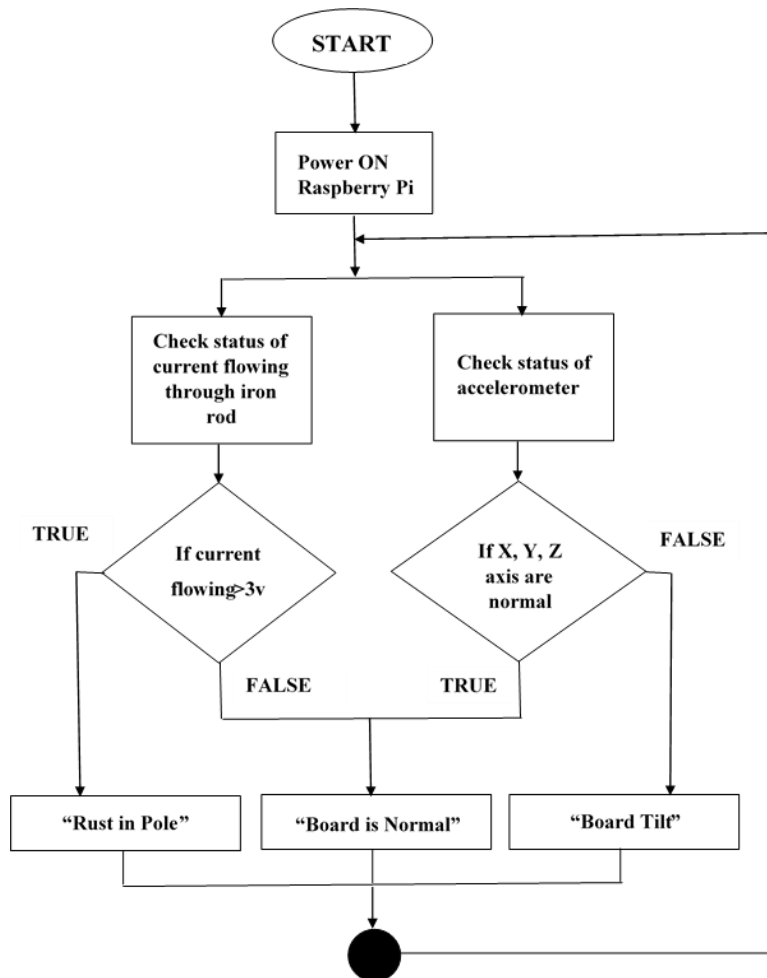 START
Power ON
Raspberry Pi
Check status of
current flowing
through iron
rod
Check status of
accelerometer
TRUE
If current
flowing>3v
If X, Y, Z
axis are
normal
FALSE
FALSE
TRUE
“Rust in Pole”
“Board is Normal”
“Board Tilt”